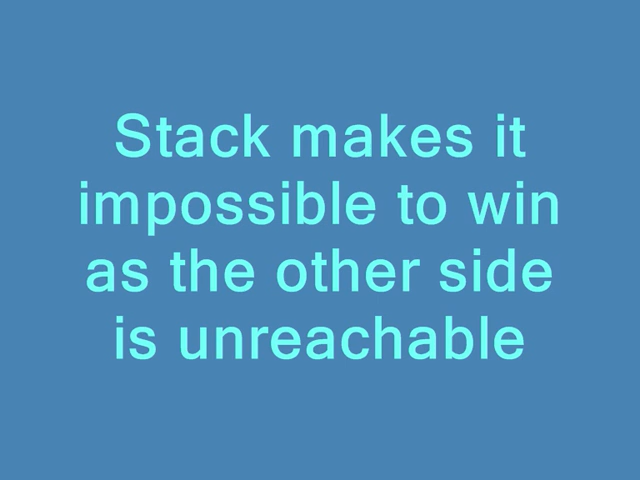 Stack makes it
impossible to win
as the other side
is unreachable